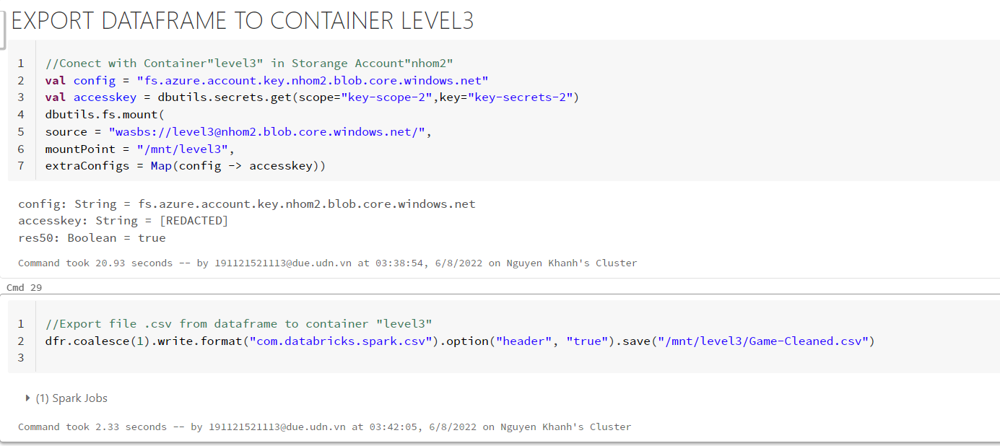 EXPORT DATAFRAME TO CONTAINER LEVEL3
1 //Conect with Container"level3" in Storange Account"nhom2"
2 val config = "fs.azure.account.key.nhom2.blob.core.windows.net"
3 val accesskey = dbutils.secrets.get(scope="key-scope-2",key="key-secrets-2")
4 dbutils.fs.mount(
5 source = "wasbs://level3@nhom2.blob.core.windows.net/",
6 mountPoint = "/mnt/level3",
7 extraConfigs = Map(config -> accesskey))
config: String = fs.azure.account.key.nhom2.blob.core.windows.net
accesskey: String = [REDACTED]
res50: Boolean = true
Command took 20.93 seconds -- by 191121521113@due.udn.vn at 03:38:54, 6/8/2022 on Nguyen Khanh's Cluster
Cmd 29
1 //Export file .csv from dataframe to container "level3"
2 dfr.coalesce(1).write.format("com.databricks.spark.csv").option("header", "true").save("/mnt/level3/Game-Cleaned.csv")
3
(1) Spark Jobs
Command took 2.33 seconds -- by 191121521113@due.udn.vn at 03:42:05, 6/8/2022 on Nguyen Khanh's Cluster